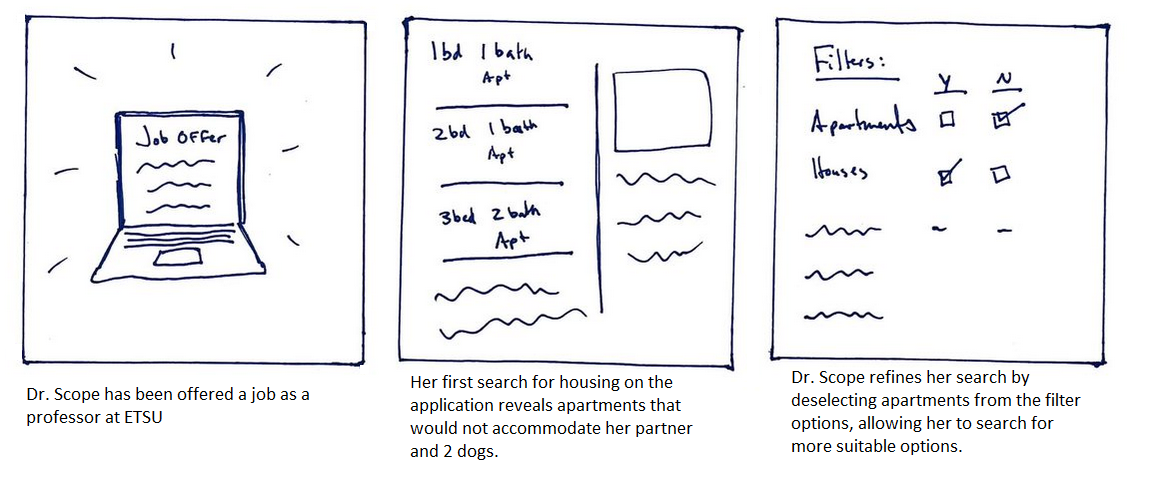 Job Offer
Dr. Scope has been offered a job as a
professor at ETSU
1bd 1 bath
Apt
2bd 1 bath
Apt
3bed 2 bath
Apt
Her first search for housing on the
application reveals apartments that
would not accommodate her partner
and 2 dogs.
Filters:
Y N
Apartments
Houses
Dr. Scope refines her search by
deselecting apartments from the filter
options, allowing her to search for
more suitable options.